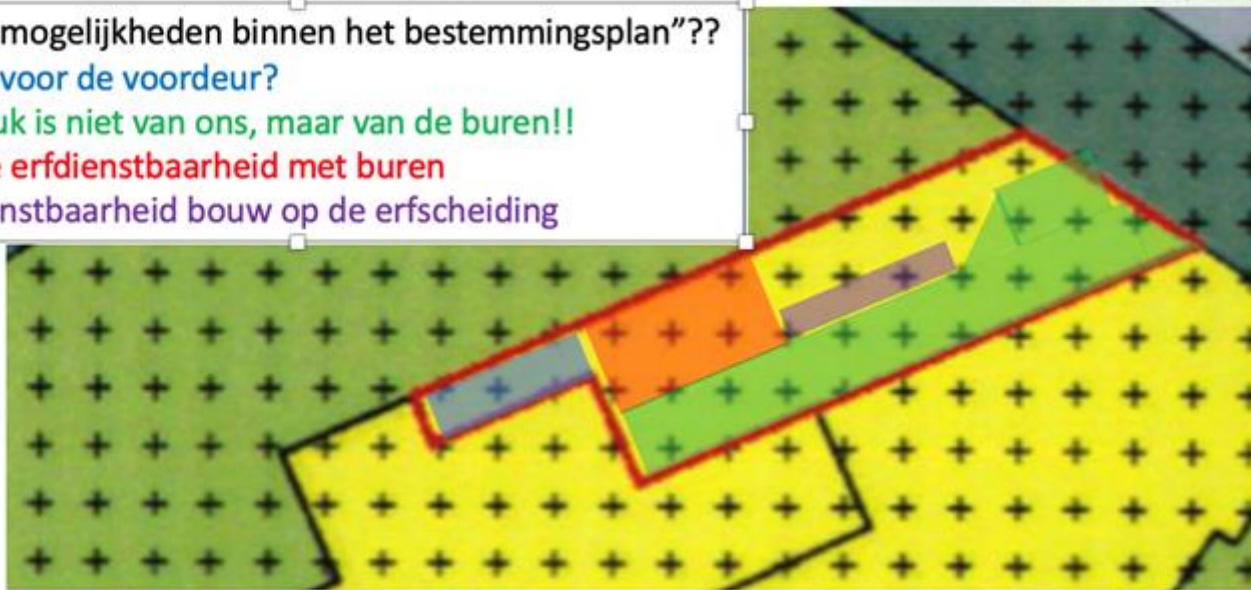 mogelijkheden binnen het bestemmingsplan”??
voor de voordeur?
uk is niet van ons, maar van de buren!!
e erfdienstbaarheid met buren
nstbaarheid bouw op de erfscheiding